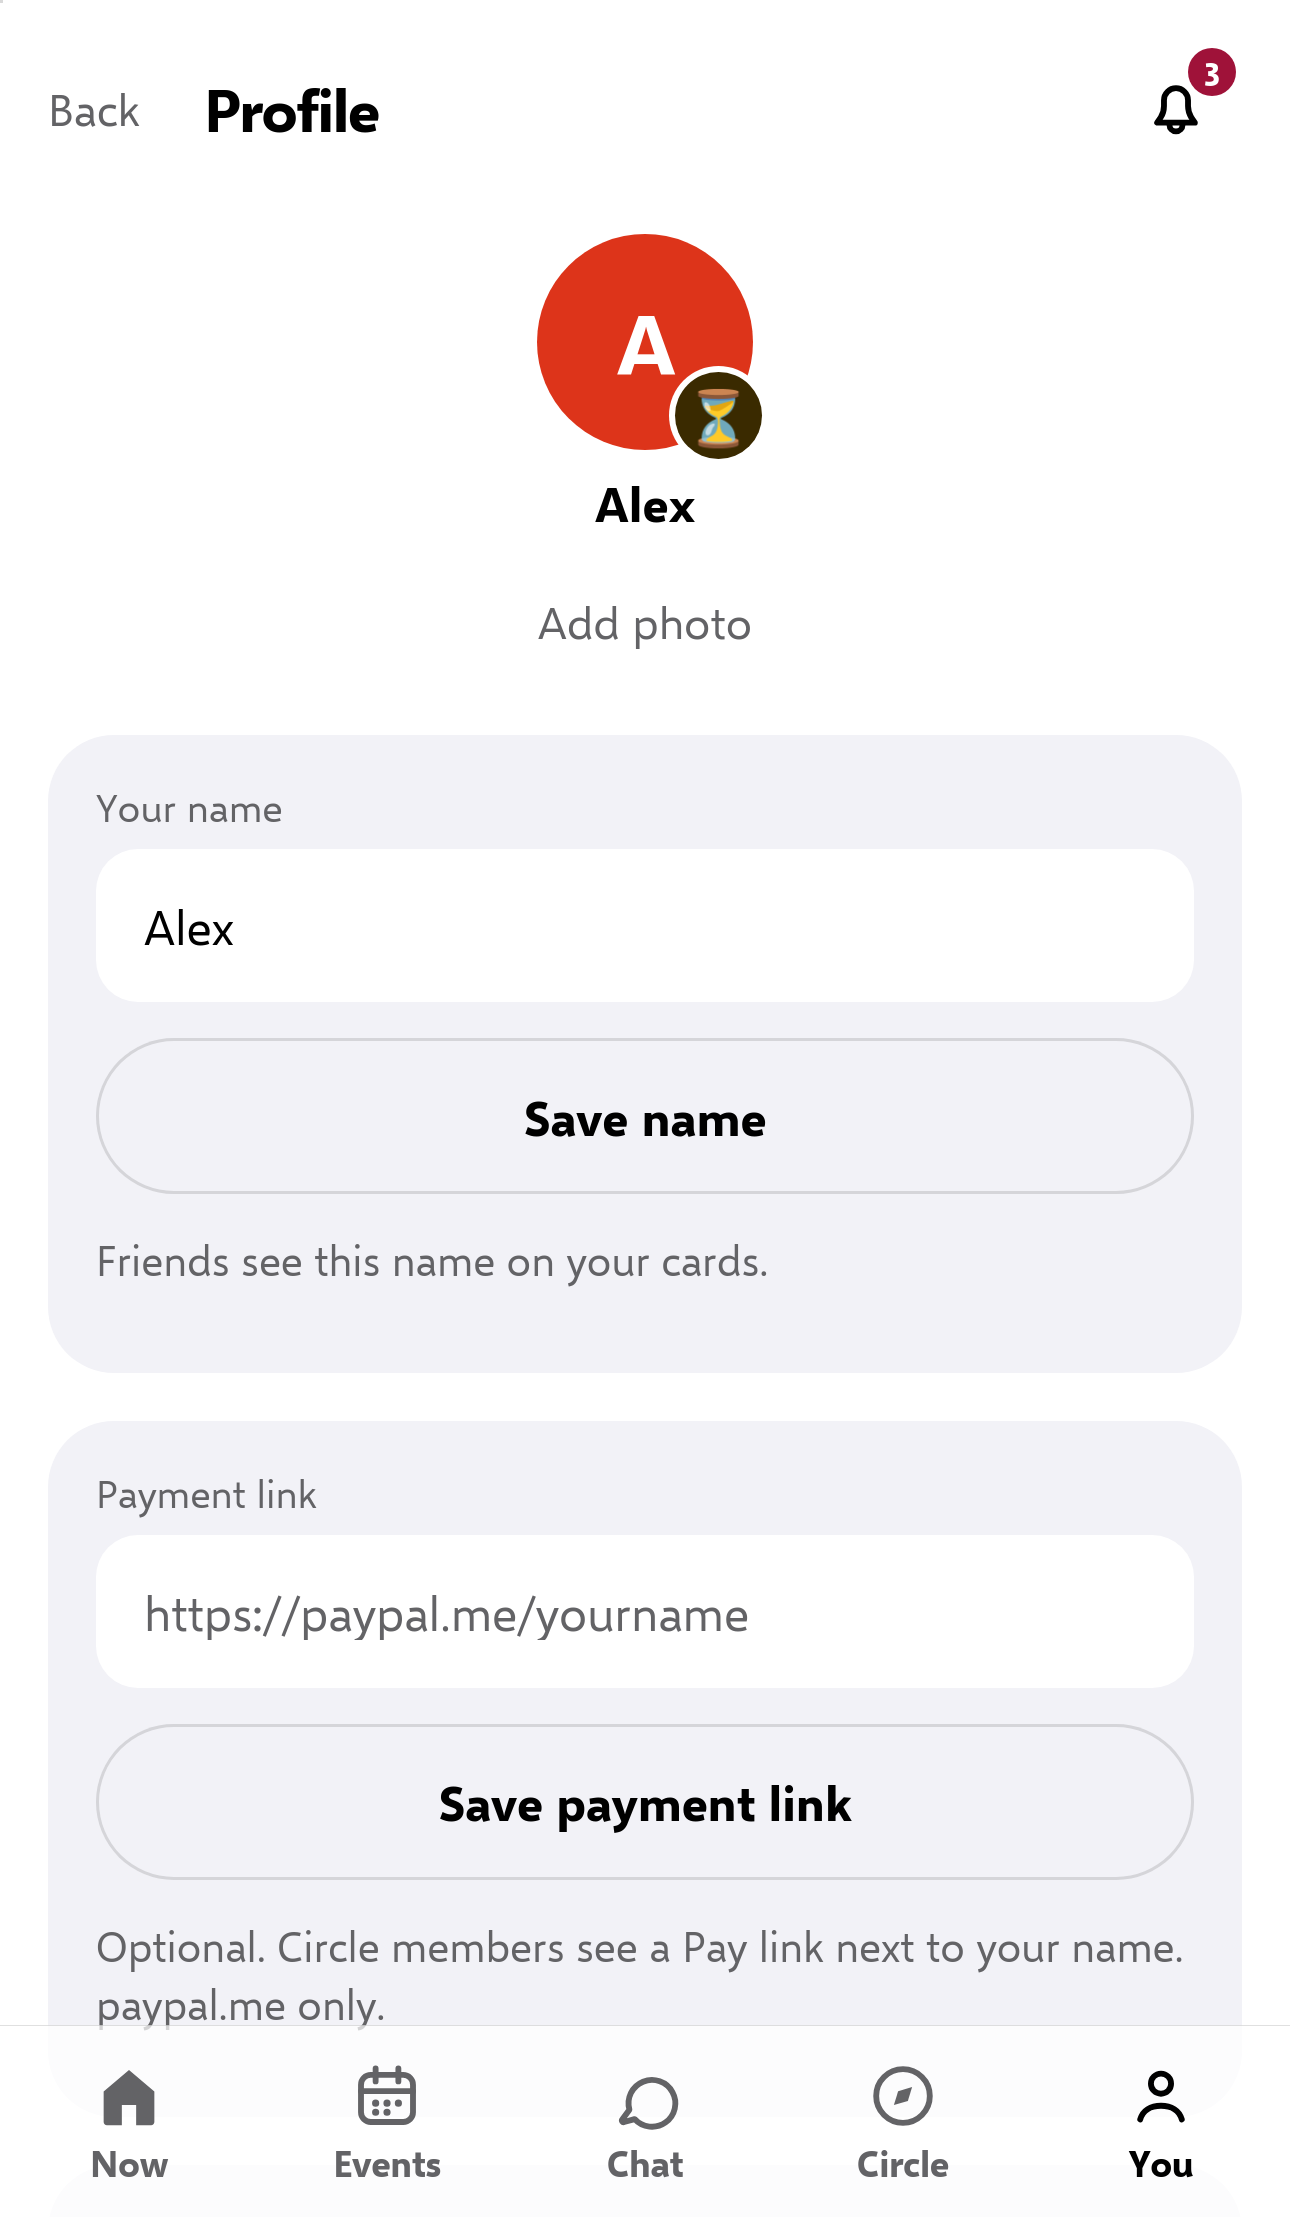 Back
Profile
3
A
Alex
Add photo
Your name
Alex
Save name
Friends see this name on your cards.
Payment link
https://paypal.me/yourname
Save payment link
Optional. Circle members see a Pay link next to your name.
paypal.me only.
Now
Events
Chat
Circle
You